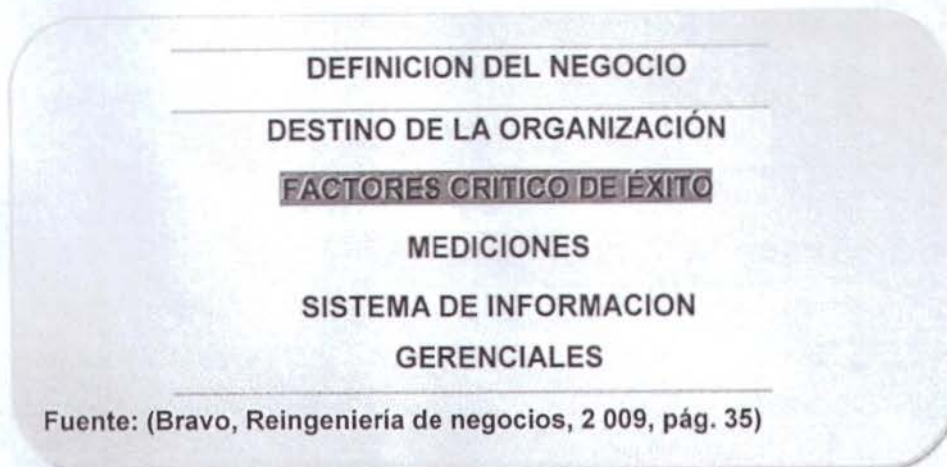 DEFINICION DEL NEGOCIO
DESTINO DE LA ORGANIZACIÓN
FACTORES CRITICO DE ÉXITO
MEDICIONES
SISTEMA DE INFORMACION
GERENCIALES
Fuente: (Bravo, Reingeniería de negocios, 2 009, pág. 35)